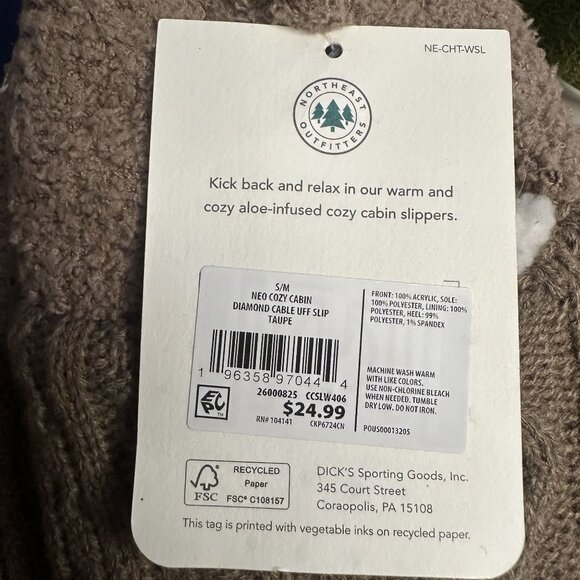 NE-CHT-WSL
NORTHEAST
OUTFITTERS
Kick back and relax in our warm and
cozy aloe-infused cozy cabin slippers.
S/M
NEO COZY CABIN
DIAMOND CABLE UFF SLIP
TAUPE
1 96358 97044 4
26000825 CCSLW406
EPC™
$24.99
RN# 104141 CKP6724CN
FRONT: 100% ACRYLIC, SOLE:
100% POLYESTER, LINING: 100%
POLYESTER, HEEL: 99%
POLYESTER, 1% SPANDEX
MACHINE WASH WARM
WITH LIKE COLORS.
USE NON-CHLORINE BLEACH
WHEN NEEDED. TUMBLE
DRY LOW. DO NOT IRON.
POUS00013205
FSC
RECYCLED
Paper
FSC® C108157
DICK'S Sporting Goods, Inc.
345 Court Street
Coraopolis, PA 15108
This tag is printed with vegetable inks on recycled paper.